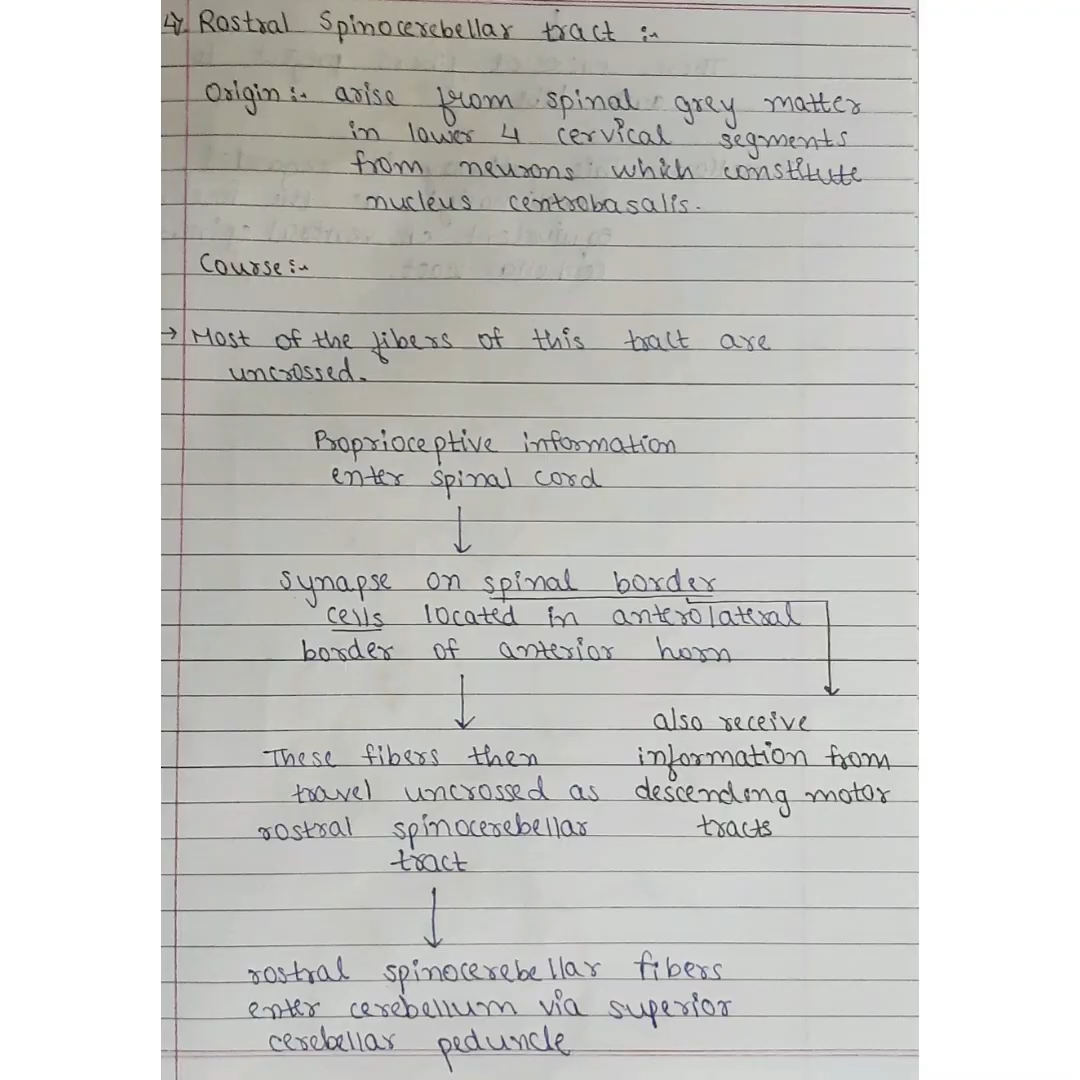 4). Rostral Spinocerebellar tract :-
Origin :- arise from spinal grey matter
in lower 4 cervical segments
from neurons which constitute
nucleus centrobasalis.
Course :-
→ Most of the fibers of this tract are
uncrossed.
Proprioceptive information
enter spinal cord
↓
Synapse on spinal border
cells located in anterolateral
border of anterior horn
↓
also receive
information from
descending motor
tracts
These fibers then
travel uncrossed as
rostral spinocerebellar
tract
↓
rostral spinocerebellar fibers
enter cerebellum via superior
cerebellar peduncle